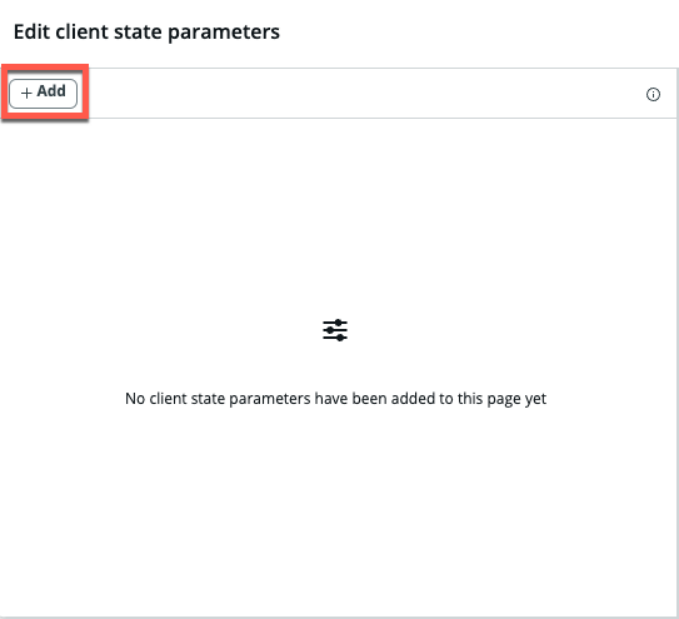 Edit client state parameters
+ Add
No client state parameters have been added to this page yet